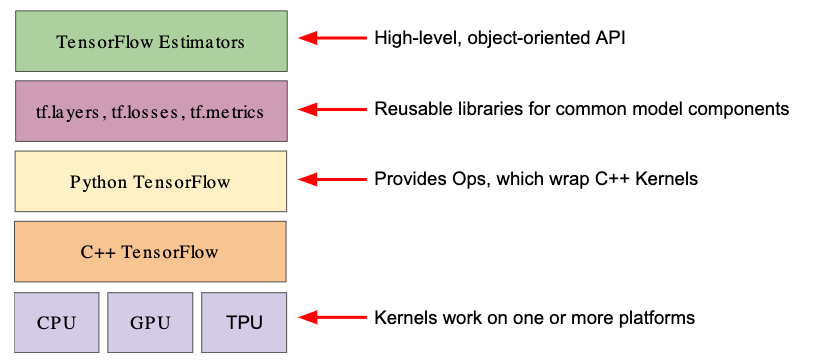 TensorFlow Estimators
High-level, object-oriented API
tf.layers, tf.losses, tf.metrics
Reusable libraries for common model components
Python TensorFlow
Provides Ops, which wrap C++ Kernels
C++ TensorFlow
CPU
GPU
TPU
Kernels work on one or more platforms